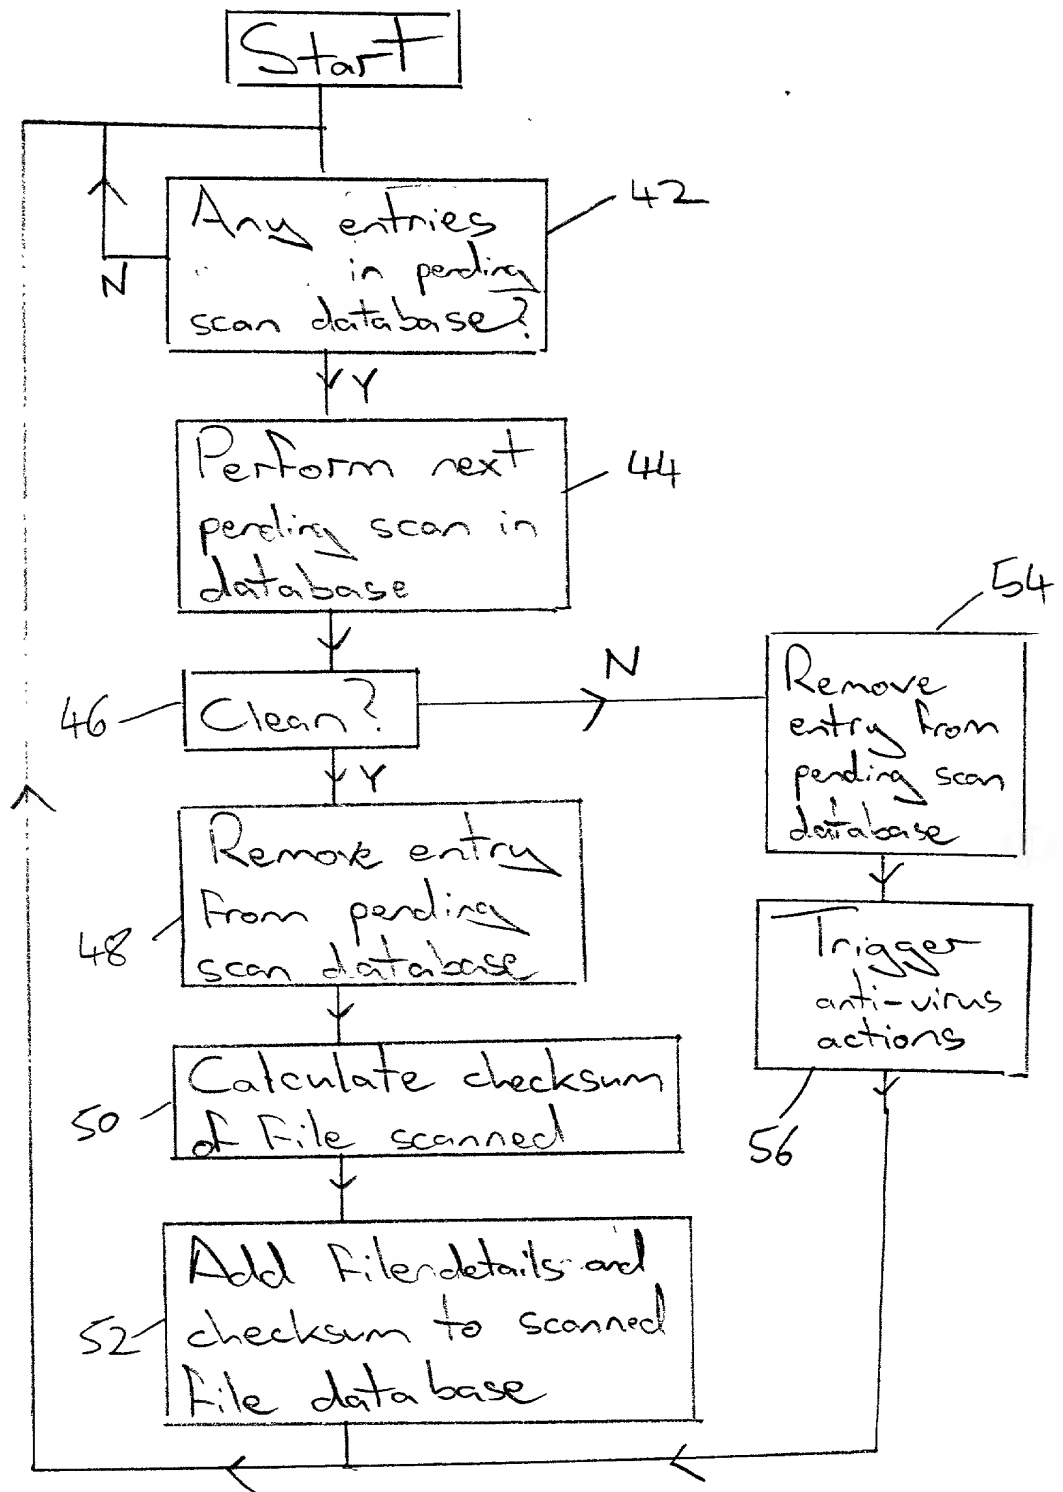 Start
Any entries
in pending
scan database?
42
N
Y
Perform next
pending scan in
database
44
Clean?
46
N
Y
Remove entry
from pending
scan database
48
Calculate checksum
of file scanned
50
Add file details and
checksum to scanned
file database
52
Remove
entry from
pending scan
database
54
Trigger
anti-virus
actions
56